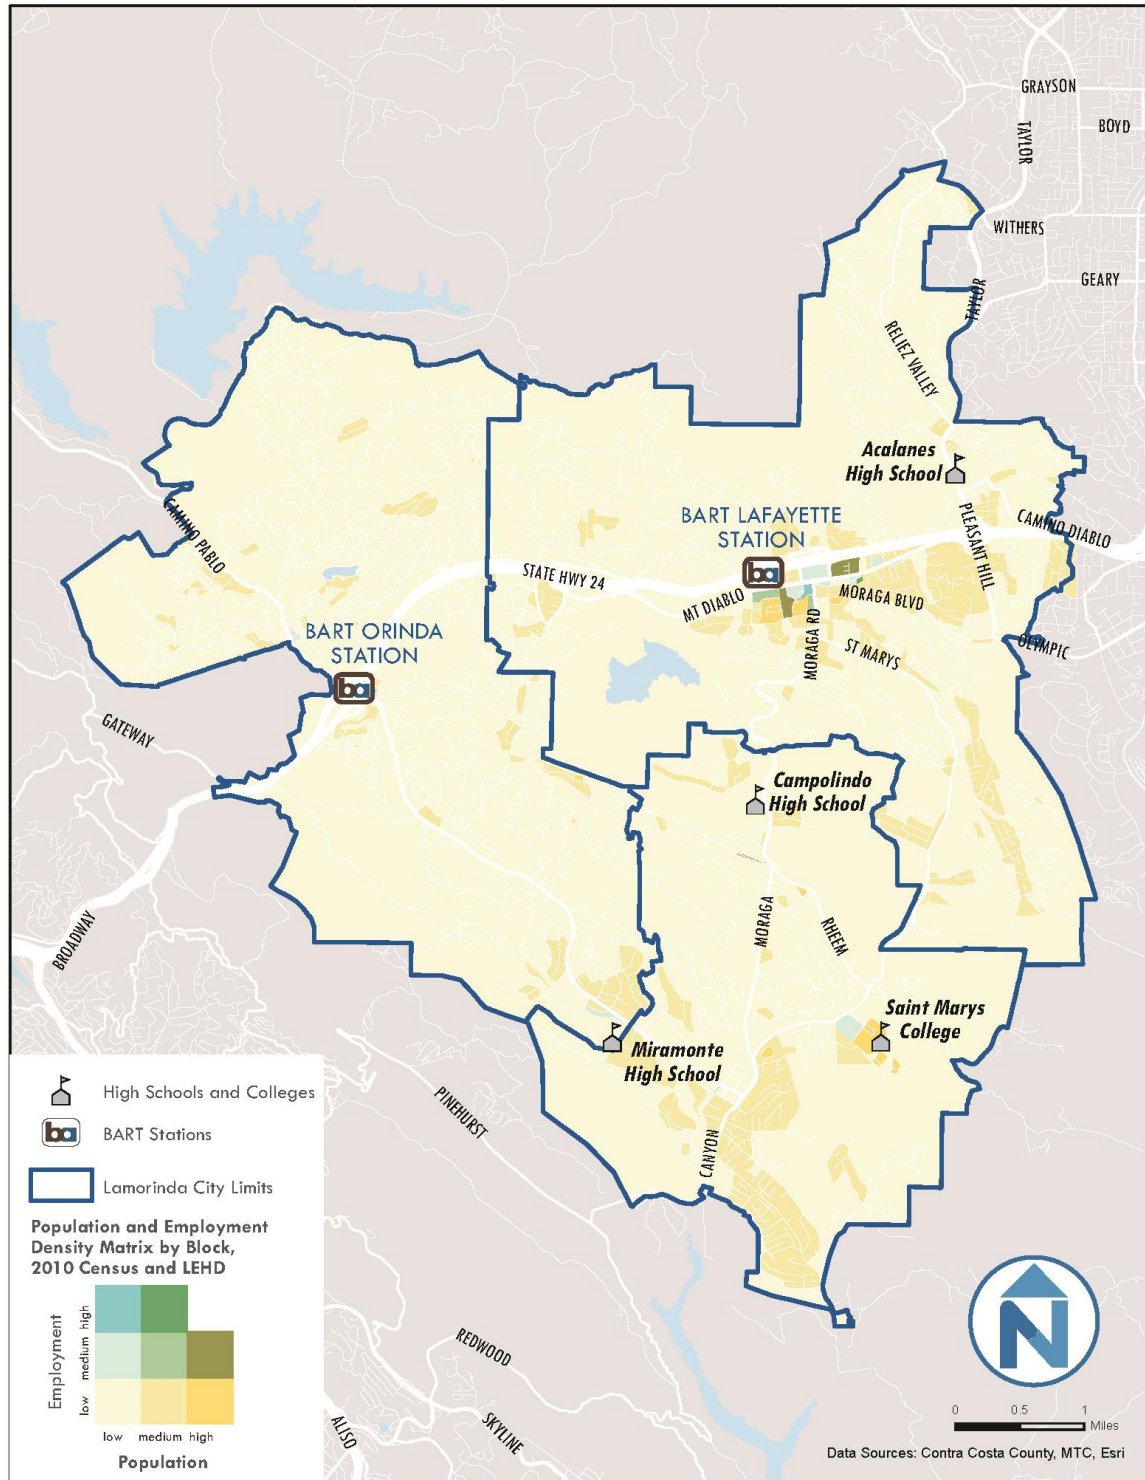 GRAYSON
TAYLOR
BOYD
WITHERS
GEARY
TAYLOR
RELIEZ VALLEY
Acalanes
High School
BART LAFAYETTE
STATION
ba
CAMINO DIABLO
PLEASANT HILL
CAMINO PABLO
STATE HWY 24
MT DIABLO
MORAGA BLVD
MORAGA RD
ST MARYS
OLYMPIC
BART ORINDA
STATION
ba
GATEWAY
Campolindo
High School
BROADWAY
MORAGA
RHEEM
Saint Marys
College
Miramonte
High School
PINEHURST
CANYON
REDWOOD
SKYLINE
ALISO
High Schools and Colleges
ba
BART Stations
Lamorinda City Limits
Population and Employment
Density Matrix by Block,
2010 Census and LEHD
Employment
high
medium
low
low
medium
high
Population
N
0
0.5
1
Miles
Data Sources: Contra Costa County, MTC, Esri